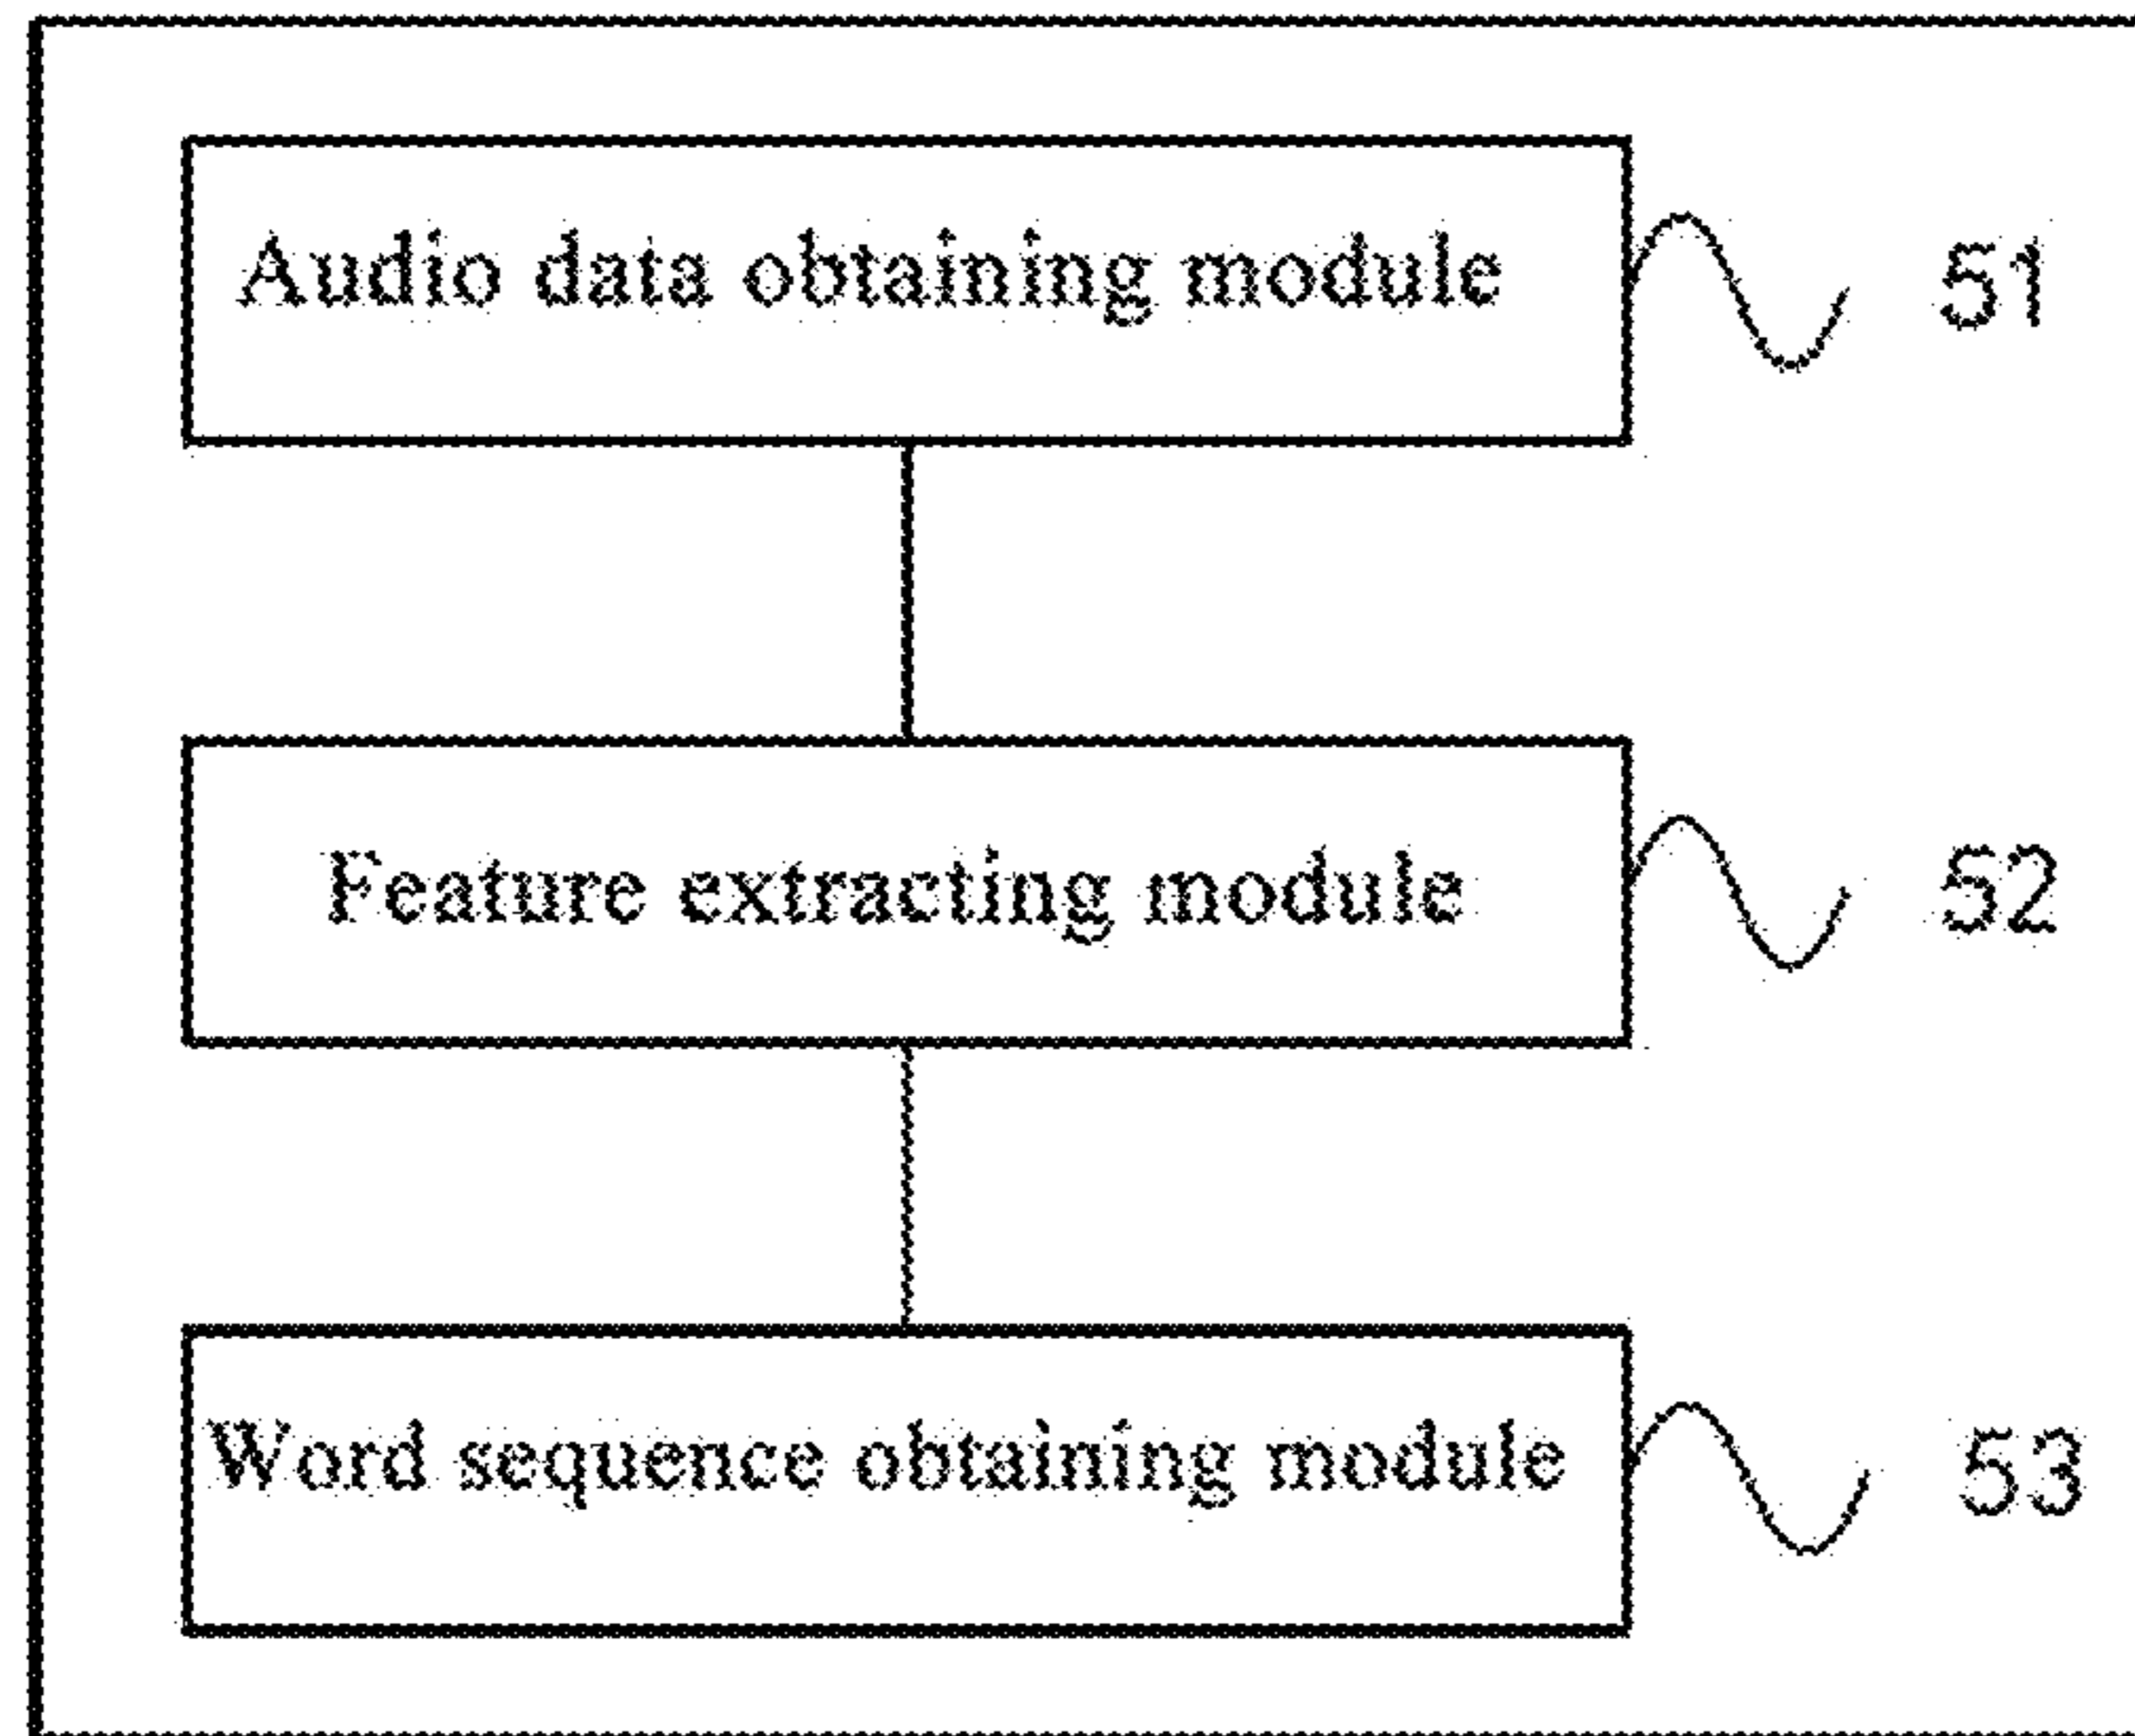 Audio data obtaining module 51
Feature extracting module 52
Word sequence obtaining module 53